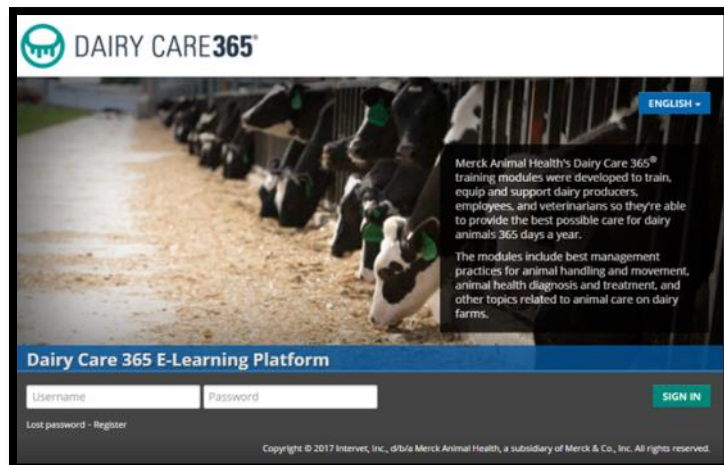 DAIRY CARE365®
ENGLISH
Merck Animal Health's Dairy Care 365®
training modules were developed to train,
equip and support dairy producers,
employees, and veterinarians so they're able
to provide the best possible care for dairy
animals 365 days a year.
The modules include best management
practices for animal handling and movement,
animal health diagnosis and treatment, and
other topics related to animal care on dairy
farms.
Dairy Care 365 E-Learning Platform
Username Password SIGN IN
Lost password - Register
Copyright © 2017 Intervet, Inc., d/b/a Merck Animal Health, a subsidiary of Merck & Co., Inc. All rights reserved.